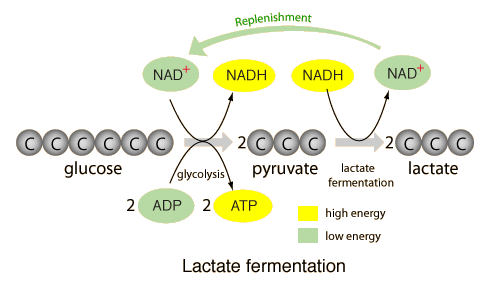 Replenishment
NAD+ NADH NADH NAD+
C C C C C C 2 C C C 2 C C C
glucose pyruvate lactate
glycolysis lactate
fermentation
2 ADP 2 ATP
high energy
low energy
Lactate fermentation